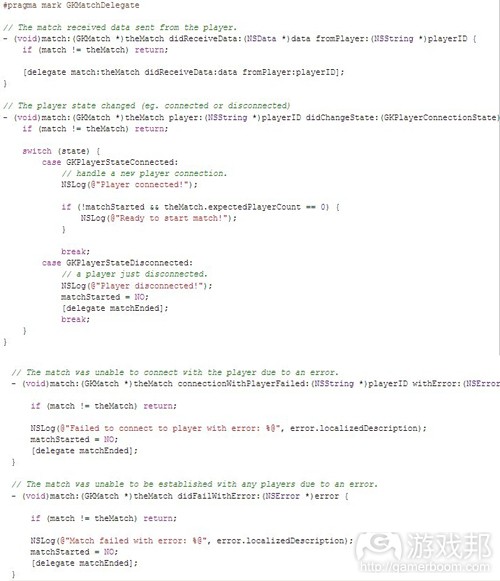 #pragma mark GKMatchDelegate
// The match received data sent from the player.
- (void)match:(GKMatch *)theMatch didReceiveData:(NSData *)data fromPlayer:(NSString *)playerID {
if (match != theMatch) return;
[delegate match:theMatch didReceiveData:data fromPlayer:playerID];
}
// The player state changed (eg. connected or disconnected)
- (void)match:(GKMatch *)theMatch player:(NSString *)playerID didChangeState:(GKPlayerConnectionState)
if (match != theMatch) return;
switch (state) {
case GKPlayerStateConnected:
// handle a new player connection.
NSLog(@"Player connected!");
if (!matchStarted && theMatch.expectedPlayerCount == 0) {
NSLog(@"Ready to start match!");
}
break;
case GKPlayerStateDisconnected:
// a player just disconnected.
NSLog(@"Player disconnected!");
matchStarted = NO;
[delegate matchEnded];
break;
}
}
// The match was unable to connect with the player due to an error.
- (void)match:(GKMatch *)theMatch connectionWithPlayerFailed:(NSString *)playerID withError:(NSError
if (match != theMatch) return;
NSLog(@"Failed to connect to player with error: %@", error.localizedDescription);
matchStarted = NO;
[delegate matchEnded];
}
// The match was unable to be established with any players due to an error.
- (void)match:(GKMatch *)theMatch didFailWithError:(NSError *)error {
if (match != theMatch) return;
NSLog(@"Match failed with error: %@", error.localizedDescription);
matchStarted = NO;
[delegate matchEnded];
}
游戏邦
http://gamerboom.com